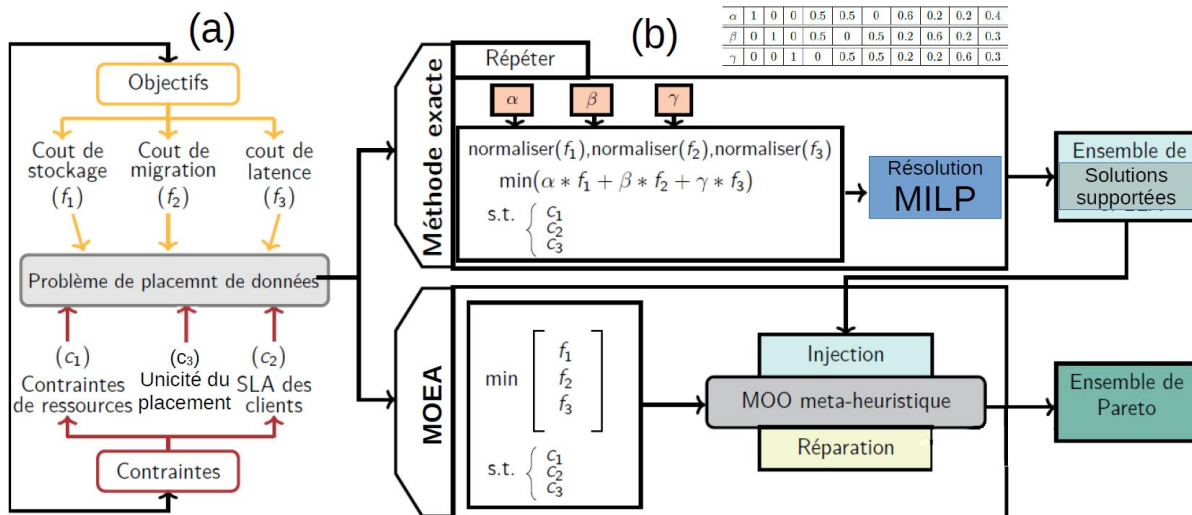 (a)
Objectifs
Cout de stockage (f₁)
Cout de migration (f₂)
cout de latence (f₃)
Problème de placemnt de données
(c₁) Contraintes de ressources
(c₃) Unicité du placement
(c₂) SLA des clients
Contraintes
(b)
α 1 0 0 0.5 0.5 0 0.6 0.2 0.2 0.4
β 0 1 0 0.5 0 0.5 0.2 0.6 0.2 0.3
γ 0 0 1 0 0.5 0.5 0.2 0.2 0.6 0.3
Méthode exacte
Répéter
α β γ
normaliser(f₁),normaliser(f₂),normaliser(f₃)
min(α * f₁ + β * f₂ + γ * f₃)
s.t. { c₁
c₂
c₃
Résolution
MILP
Ensemble de
Solutions
supportées
MOEA
min [ f₁
f₂
f₃ ]
s.t. { c₁
c₂
c₃
Injection
MOO meta-heuristique
Réparation
Ensemble de
Pareto